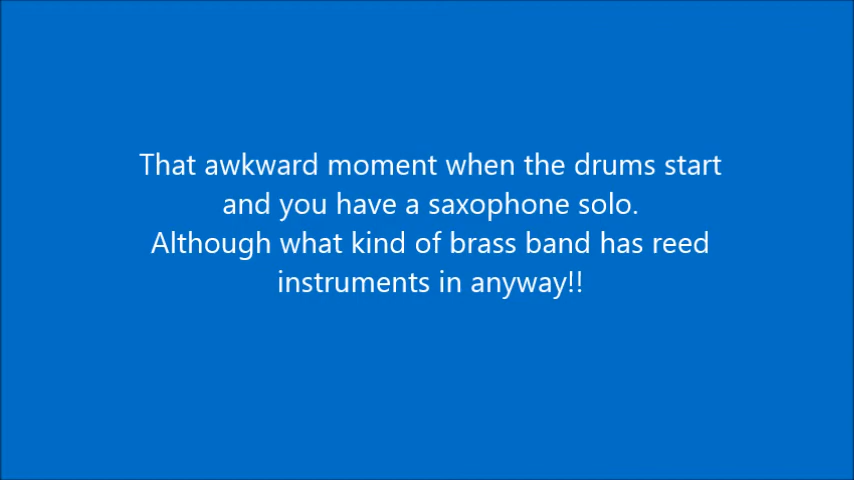 That awkward moment when the drums start
and you have a saxophone solo.
Although what kind of brass band has reed
instruments in anyway!!